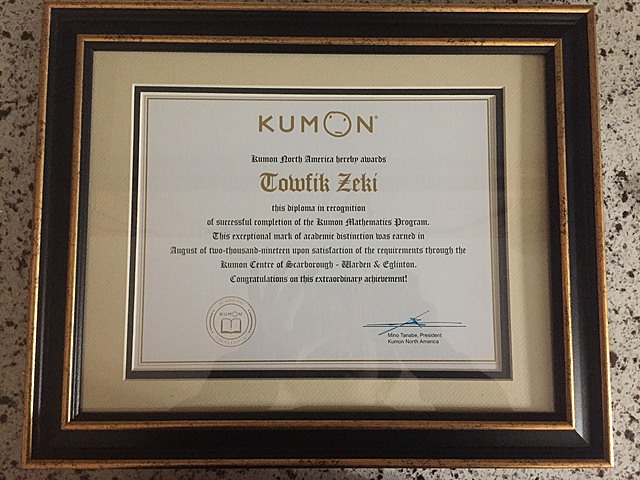 KUMON
Kumon North America hereby awards
Towfik Zeki
this diploma in recognition
of successful completion of the Kumon Mathematics Program.
This exceptional mark of academic distinction was earned in
August of two-thousand-nineteen upon satisfaction of the requirements through the
Kumon Centre of Scarborough - Warden & Eglinton.
Congratulations on this extraordinary achievement!
KUMON
Mino Tanabe, President
Kumon North America